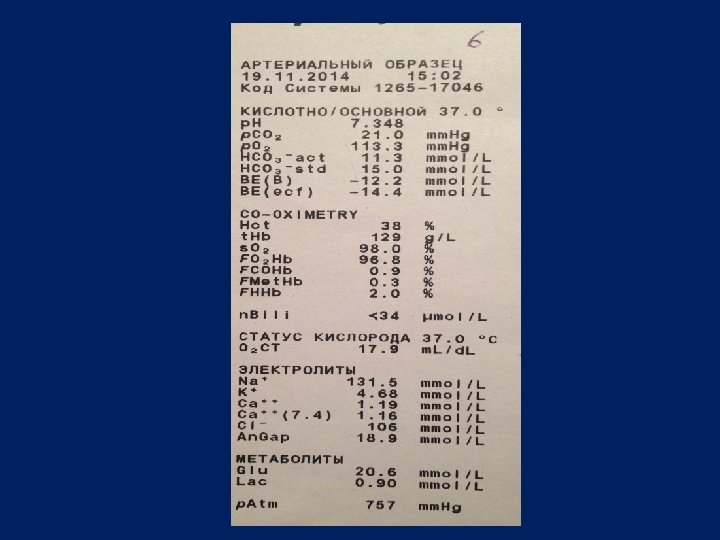 6
АРТЕРИАЛЬНЫЙ ОБРАЗЕЦ
19.11.2014 15:02
Код Системы 1265-17046
КИСЛОТНО/ОСНОВНОЙ 37.0 °
pH 7.348
pCO₂ 21.0 mmHg
pO₂ 113.3 mmHg
HCO₃⁻act 11.3 mmol/L
HCO₃⁻std 15.0 mmol/L
BE(B) -12.2 mmol/L
BE(ecf) -14.4 mmol/L
CO-OXIMETRY
Hct 38 %
tHb 129 g/L
sO₂ 98.0 %
FO₂Hb 96.8 %
FCOHb 0.9 %
FMetHb 0.3 %
FHHb 2.0 %
nBili <34 µmol/L
СТАТУС КИСЛОРОДА 37.0 °C
O₂CT 17.9 mL/dL
ЭЛЕКТРОЛИТЫ
Na⁺ 131.5 mmol/L
K⁺ 4.68 mmol/L
Ca⁺⁺ 1.19 mmol/L
Ca⁺⁺(7.4) 1.16 mmol/L
Cl⁻ 106 mmol/L
AnGap 18.9 mmol/L
МЕТАБОЛИТЫ
Glu 20.6 mmol/L
Lac 0.90 mmol/L
pAtm 757 mmHg